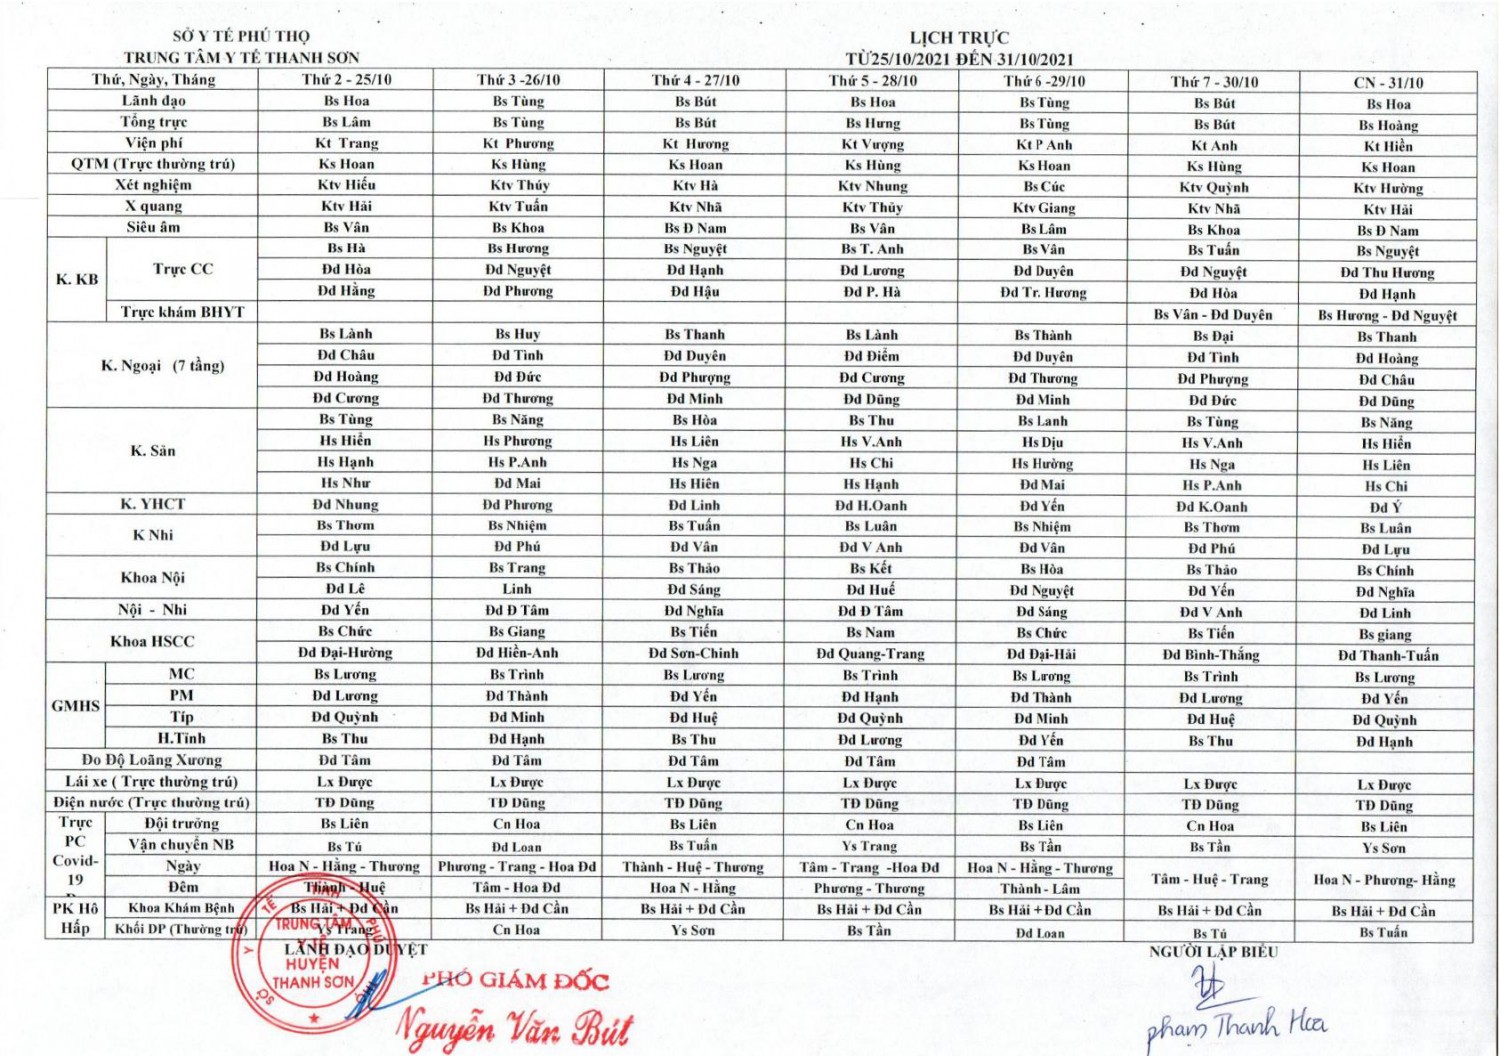 SỞ Y TẾ PHÚ THỌ
TRUNG TÂM Y TẾ THANH SƠN
LỊCH TRỰC
TỪ25/10/2021 ĐẾN 31/10/2021
Thứ, Ngày, Tháng Thứ 2 - 25/10 Thứ 3 -26/10 Thứ 4 - 27/10 Thứ 5 - 28/10 Thứ 6 -29/10 Thứ 7 - 30/10 CN - 31/10
Lãnh đạo Bs Hoa Bs Tùng Bs Bút Bs Hoa Bs Tùng Bs Bút Bs Hoa
Tổng trực Bs Lâm Bs Tùng Bs Bút Bs Hưng Bs Tùng Bs Bút Bs Hoàng
Viện phí Kt Trang Kt Phương Kt Hương Kt Vượng Kt P Anh Kt Anh Kt Hiền
QTM (Trực thường trú) Ks Hoan Ks Hùng Ks Hoan Ks Hùng Ks Hoan Ks Hùng Ks Hoan
Xét nghiệm Ktv Hiếu Ktv Thúy Ktv Hà Ktv Nhung Bs Cúc Ktv Quỳnh Ktv Hường
X quang Ktv Hải Ktv Tuấn Ktv Nhã Ktv Thủy Ktv Giang Ktv Nhã Ktv Hải
Siêu âm Bs Vân Bs Khoa Bs Đ Nam Bs Vân Bs Lâm Bs Khoa Bs Đ Nam
K. KB Trực CC Bs Hà Bs Hương Bs Nguyệt Bs T. Anh Bs Vân Bs Tuấn Bs Nguyệt
Đd Hòa Đd Nguyệt Đd Hạnh Đd Lương Đd Duyên Đd Nguyệt Đd Thu Hương
Đd Hằng Đd Phương Đd Hậu Đd P. Hà Đd Tr. Hương Đd Hòa Đd Hạnh
Trực khám BHYT Bs Vân - Đd Duyên Bs Hương - Đd Nguyệt
K. Ngoại (7 tầng) Bs Lành Bs Huy Bs Thanh Bs Lành Bs Thành Bs Đại Bs Thanh
Đd Châu Đd Tình Đd Duyên Đd Điểm Đd Duyên Đd Tình Đd Hoàng
Đd Hoàng Đd Đức Đd Phượng Đd Cương Đd Thương Đd Phượng Đd Châu
Đd Cương Đd Thương Đd Minh Đd Dũng Đd Minh Đd Đức Đd Dũng
K. Sản Bs Tùng Bs Năng Bs Hòa Bs Thu Bs Lanh Bs Tùng Bs Năng
Hs Hiển Hs Phương Hs Liên Hs V.Anh Hs Dịu Hs V.Anh Hs Hiển
Hs Hạnh Hs P.Anh Hs Nga Hs Chi Hs Hường Hs Nga Hs Liên
Hs Như Đd Mai Hs Hiên Hs Hạnh Đd Mai Hs P.Anh Hs Chi
K. YHCT Đd Nhung Đd Phương Đd Linh Đd H.Oanh Đd Yến Đd K.Oanh Đd Ý
K Nhi Bs Thơm Bs Nhiệm Bs Tuấn Bs Luân Bs Nhiệm Bs Thơm Bs Luân
Đd Lựu Đd Phú Đd Vân Đd V Anh Đd Vân Đd Phú Đd Lựu
Khoa Nội Bs Chính Bs Trang Bs Thảo Bs Kết Bs Hòa Bs Thảo Bs Chính
Đd Lê Linh Đd Sáng Đd Huế Đd Nguyệt Đd Yến Đd Nghĩa
Nội - Nhi Đd Yến Đd Đ Tâm Đd Nghĩa Đd Đ Tâm Đd Sáng Đd V Anh Đd Linh
Khoa HSCC Bs Chức Bs Giang Bs Tiến Bs Nam Bs Chức Bs Tiến Bs giang
Đd Đại-Hường Đd Hiền-Anh Đd Sơn-Chinh Đd Quang-Trang Đd Đại-Hải Đd Bình-Thắng Đd Thanh-Tuấn
GMHS MC Bs Lương Bs Trình Bs Lương Bs Trình Bs Lương Bs Trình Bs Lương
PM Đd Lương Đd Thành Đd Yến Đd Hạnh Đd Thành Đd Lương Đd Yến
Típ Đd Quỳnh Đd Minh Đd Huệ Đd Quỳnh Đd Minh Đd Huệ Đd Quỳnh
H.Tỉnh Bs Thu Đd Hạnh Bs Thu Đd Lương Đd Yến Bs Thu Đd Hạnh
Đo Độ Loãng Xương Đd Tâm Đd Tâm Đd Tâm Đd Tâm Đd Tâm
Lái xe ( Trực thường trú) Lx Được Lx Được Lx Được Lx Được Lx Được Lx Được Lx Được
Điện nước (Trực thường trú) TĐ Dũng TĐ Dũng TĐ Dũng TĐ Dũng TĐ Dũng TĐ Dũng TĐ Dũng
Trực PC Covid-19 Đội trưởng Bs Liên Cn Hoa Bs Liên Cn Hoa Bs Liên Cn Hoa Bs Liên
Vận chuyển NB Bs Tú Đd Loan Bs Tuấn Ys Trang Bs Tần Bs Tần Ys Sơn
Ngày Hoa N - Hằng - Thương Phương - Trang - Hoa Đd Thành - Huệ - Thương Tâm - Trang -Hoa Đd Hoa N - Hằng - Thương Tâm - Huệ - Trang Hoa N - Phương- Hằng
Đêm Thành - Huệ Tâm - Hoa Đd Hoa N - Hằng Phương - Thương Thành - Lâm
PK Hô Hấp Khoa Khám Bệnh Bs Hải + Đd Cần Bs Hải + Đd Cần Bs Hải + Đd Cần Bs Hải + Đd Cần Bs Hải + Đd Cần Bs Hải + Đd Cần Bs Hải + Đd Cần
Khối DP (Thường trú) Ys Trang Cn Hoa Ys Sơn Bs Tần Đd Loan Bs Tú Bs Tuấn
LÃNH ĐẠO DUYỆT
NGƯỜI LẬP BIỂU
SỞ Y TẾ TỈNH PHÚ THỌ
TRUNG TÂM
Y TẾ
HUYỆN
THANH SƠN
PHÓ GIÁM ĐỐC
Nguyễn Văn Bút
phạm Thanh Hoa